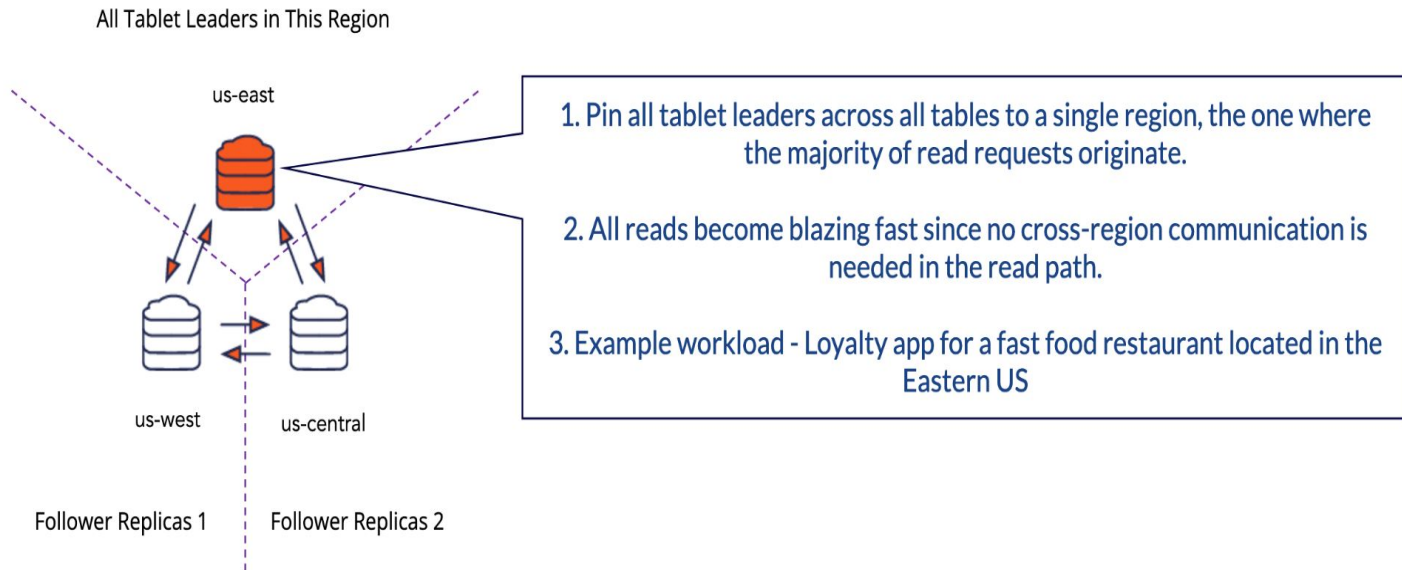 All Tablet Leaders in This Region
us-east
1. Pin all tablet leaders across all tables to a single region, the one where
the majority of read requests originate.
2. All reads become blazing fast since no cross-region communication is
needed in the read path.
3. Example workload - Loyalty app for a fast food restaurant located in the
Eastern US
us-west
us-central
Follower Replicas 1
Follower Replicas 2